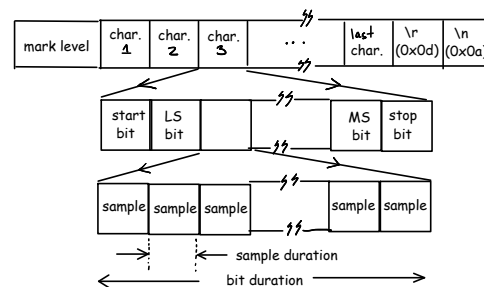 mark level
char. 1
char. 2
char. 3
...
last char.
\r (0x0d)
\n (0x0a)
start bit
LS bit
MS bit
stop bit
sample
sample
sample
sample
sample
sample duration
bit duration